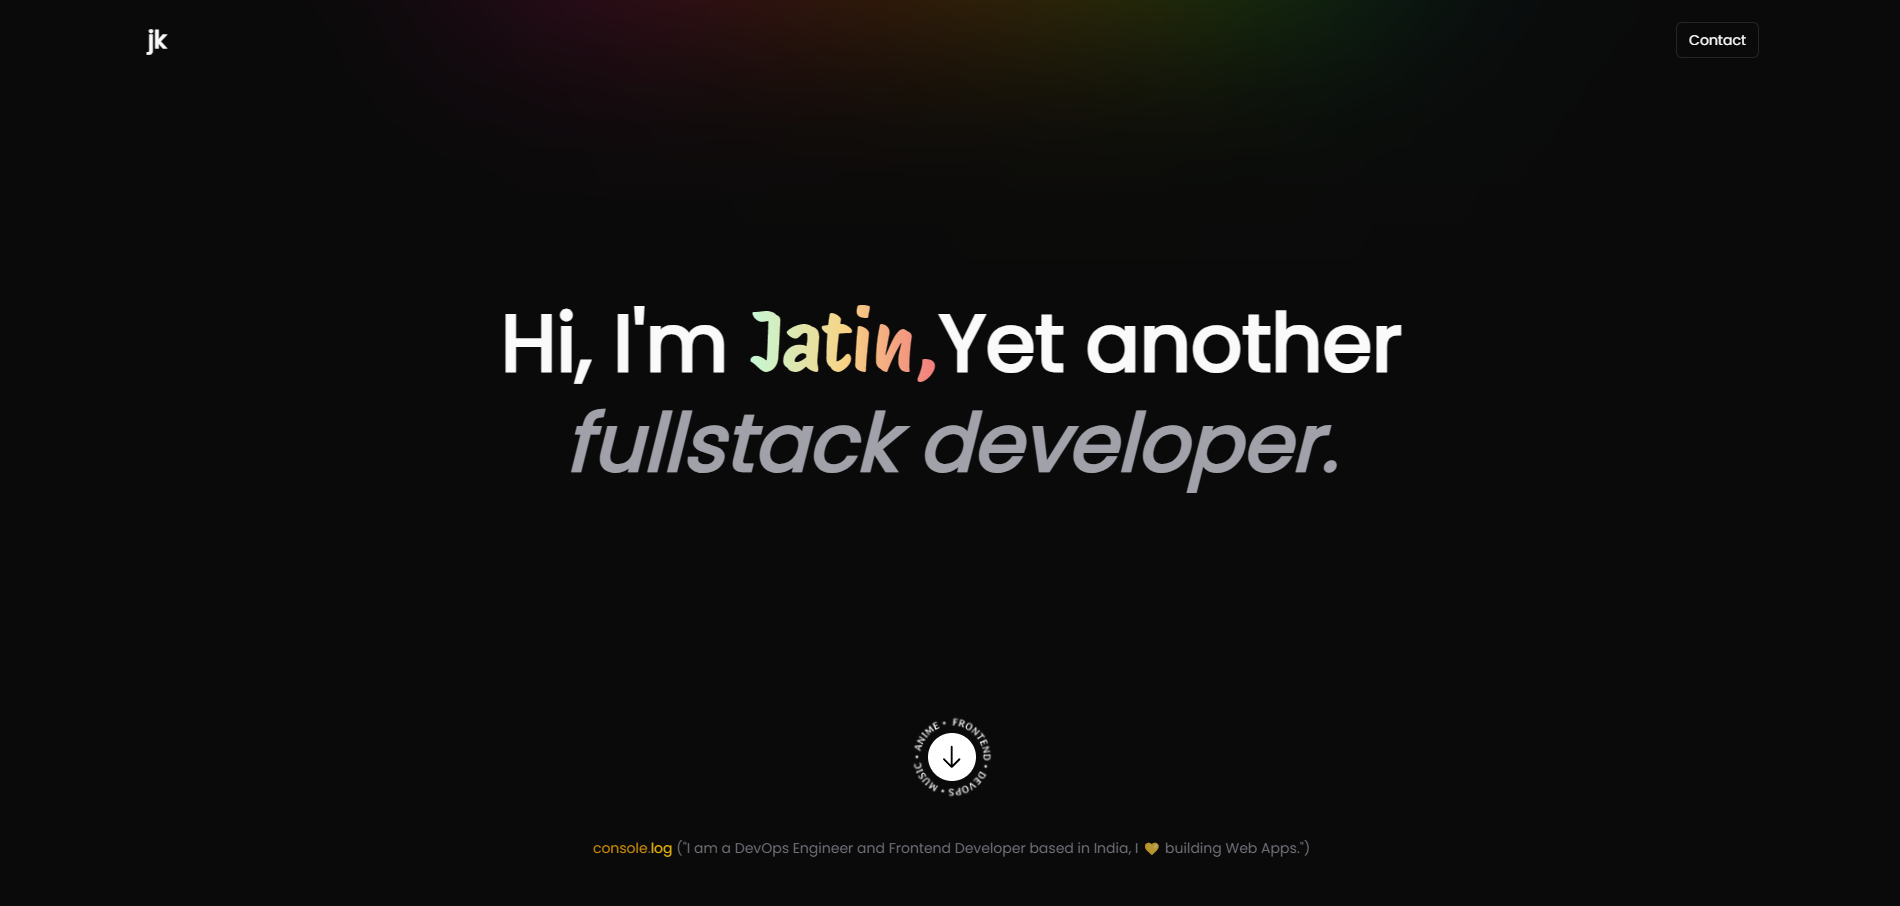 jk
Contact
Hi, I'm Jatin,Yet another
fullstack developer.
FRONTEND • DEVOPS • MUSIC • ANIME •
console.log ("I am a DevOps Engineer and Frontend Developer based in India, I 💛 building Web Apps.")